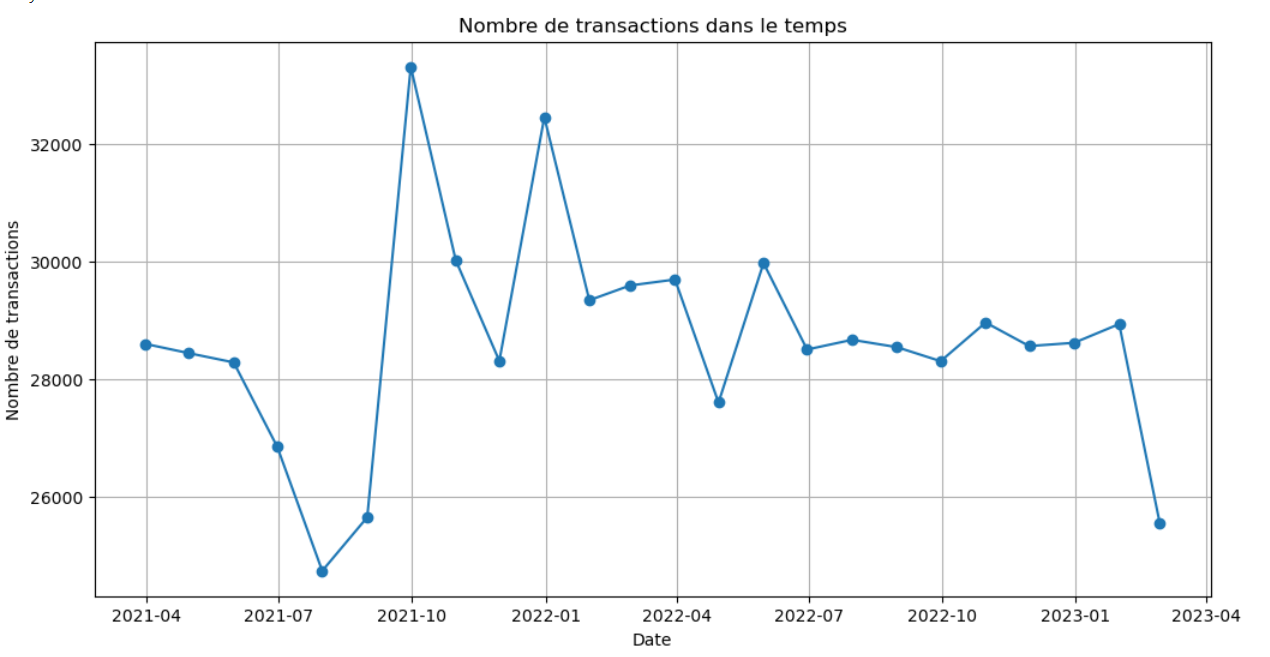 Nombre de transactions dans le temps
Nombre de transactions
32000
30000
28000
26000
2021-04 2021-07 2021-10 2022-01 2022-04 2022-07 2022-10 2023-01 2023-04
Date